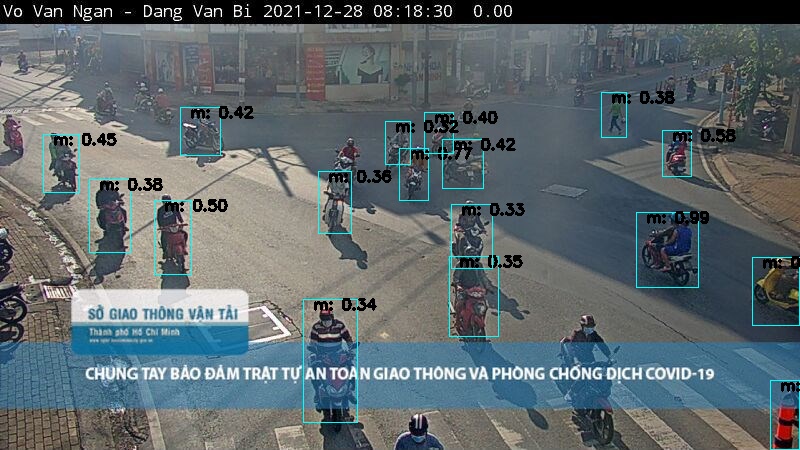 Vo Van Ngan - Dang Van Bi 2021-12-28 08:18:30 0.00
m: 0.42
m: 0.38
m: 0.40
m: 0.32
m: 0.45
m: 0.58
m: 0.42
m: 0.77
m: 0.36
m: 0.38
m: 0.50
m: 0.33
m: 0.99
m: 0.35
m:
m: 0.34
SỞ GIAO THÔNG VẬN TẢI
Thành phố Hồ Chí Minh
CHUNG TAY BẢO ĐẢM TRẬT TỰ AN TOÀN GIAO THÔNG VÀ PHÒNG CHỐNG DỊCH COVID-19
m: